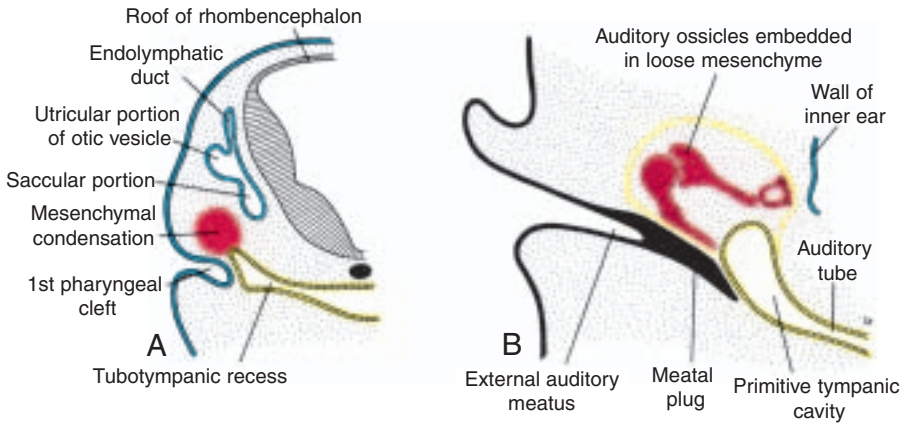 Roof of rhombencephalon
Endolymphatic
duct
Utricular portion
of otic vesicle
Saccular portion
Mesenchymal
condensation
1st pharyngeal
cleft
A
Tubotympanic recess
Auditory ossicles embedded
in loose mesenchyme
Wall of
inner ear
Auditory
tube
B
External auditory
meatus
Meatal
plug
Primitive tympanic
cavity